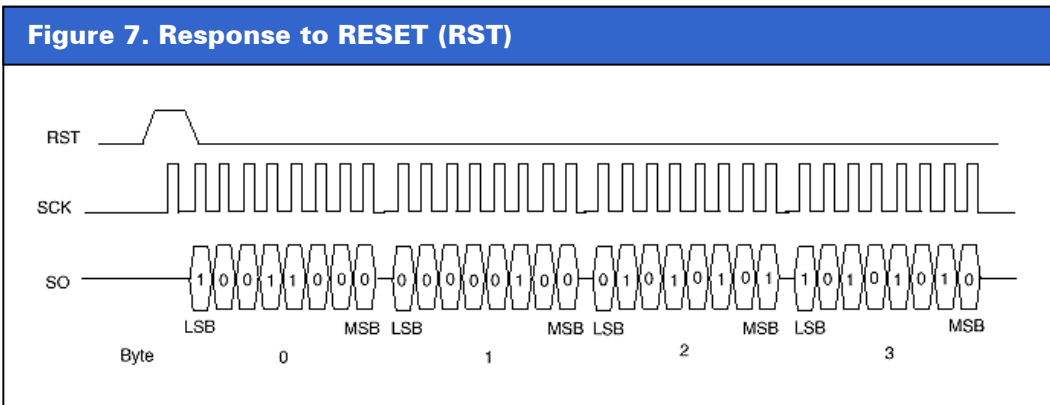 Figure 7. Response to RESET (RST)
RST
SCK
SO
1 0 0 1 1 0 0 0 0 0 0 0 0 1 0 0 0 1 0 1 0 1 0 1 1 0 1 0 1 0 1 0
LSB MSB LSB MSB LSB MSB LSB MSB
Byte 0 1 2 3